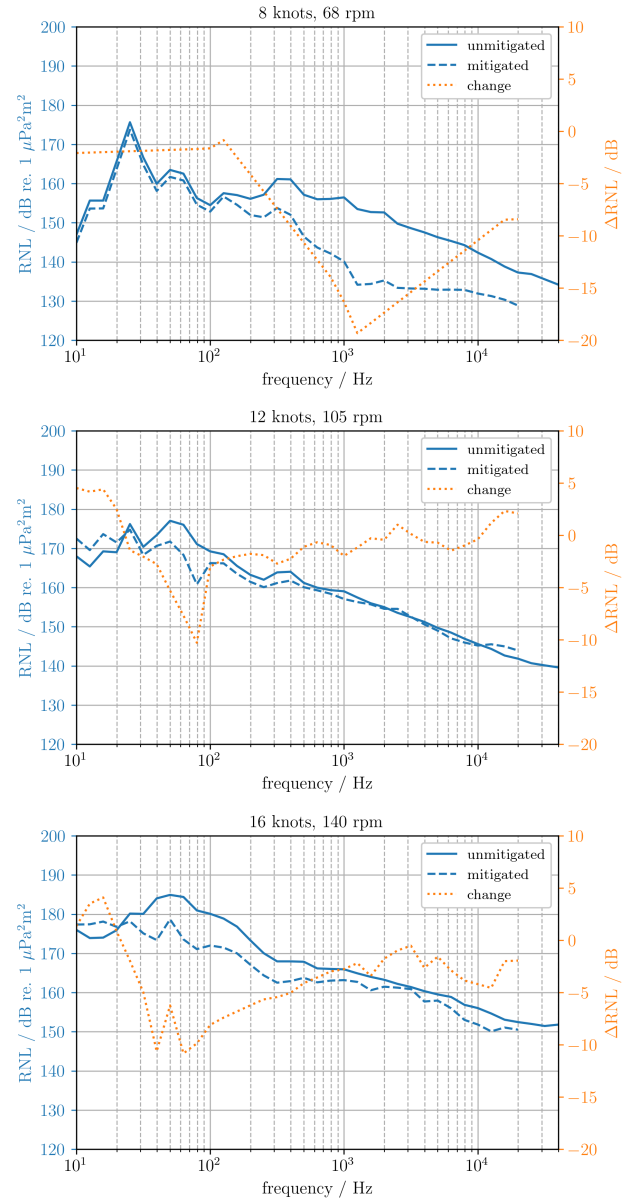 8 knots, 68 rpm
200
190
180
170
160
150
140
130
120
RNL / dB re. 1 μPa²m²
10
5
0
−5
−10
−15
−20
ΔRNL / dB
unmitigated
mitigated
change
10¹ 10² 10³ 10⁴
frequency / Hz
12 knots, 105 rpm
200
190
180
170
160
150
140
130
120
RNL / dB re. 1 μPa²m²
10
5
0
−5
−10
−15
−20
ΔRNL / dB
unmitigated
mitigated
change
10¹ 10² 10³ 10⁴
frequency / Hz
16 knots, 140 rpm
200
190
180
170
160
150
140
130
120
RNL / dB re. 1 μPa²m²
10
5
0
−5
−10
−15
−20
ΔRNL / dB
unmitigated
mitigated
change
10¹ 10² 10³ 10⁴
frequency / Hz